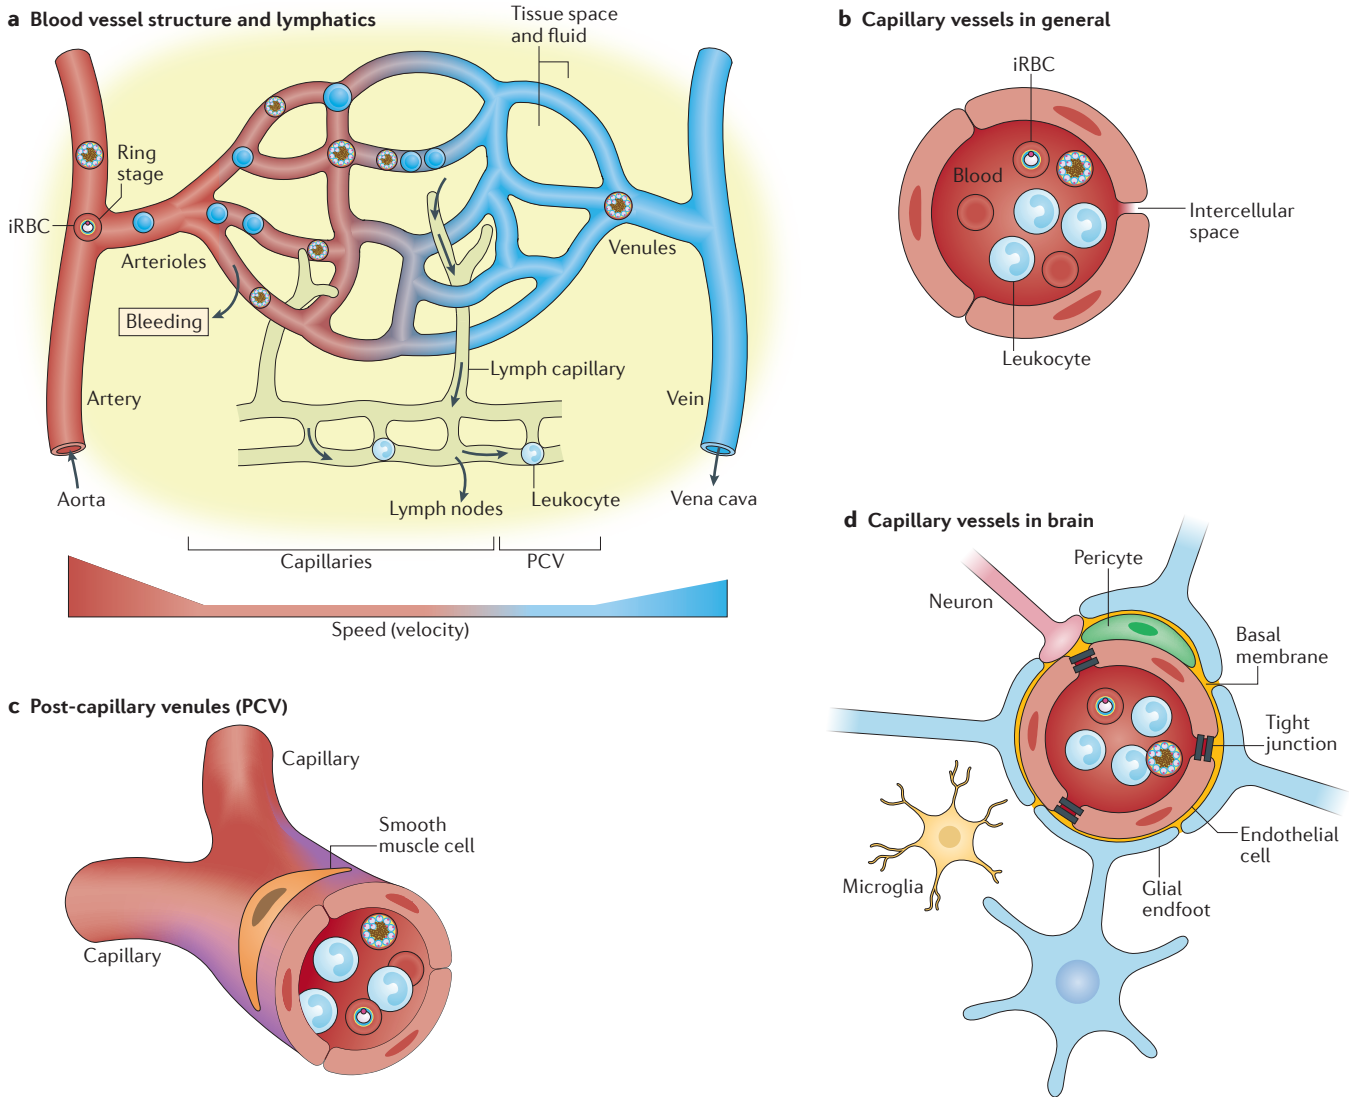 a Blood vessel structure and lymphatics
Tissue space
and fluid
Ring
stage
iRBC
Arterioles
Venules
Bleeding
Lymph capillary
Artery
Vein
Aorta
Lymph nodes
Leukocyte
Vena cava
Capillaries
PCV
Speed (velocity)
b Capillary vessels in general
iRBC
Blood
Intercellular
space
Leukocyte
c Post-capillary venules (PCV)
Capillary
Smooth
muscle cell
Capillary
d Capillary vessels in brain
Pericyte
Neuron
Basal
membrane
Tight
junction
Endothelial
cell
Microglia
Glial
endfoot